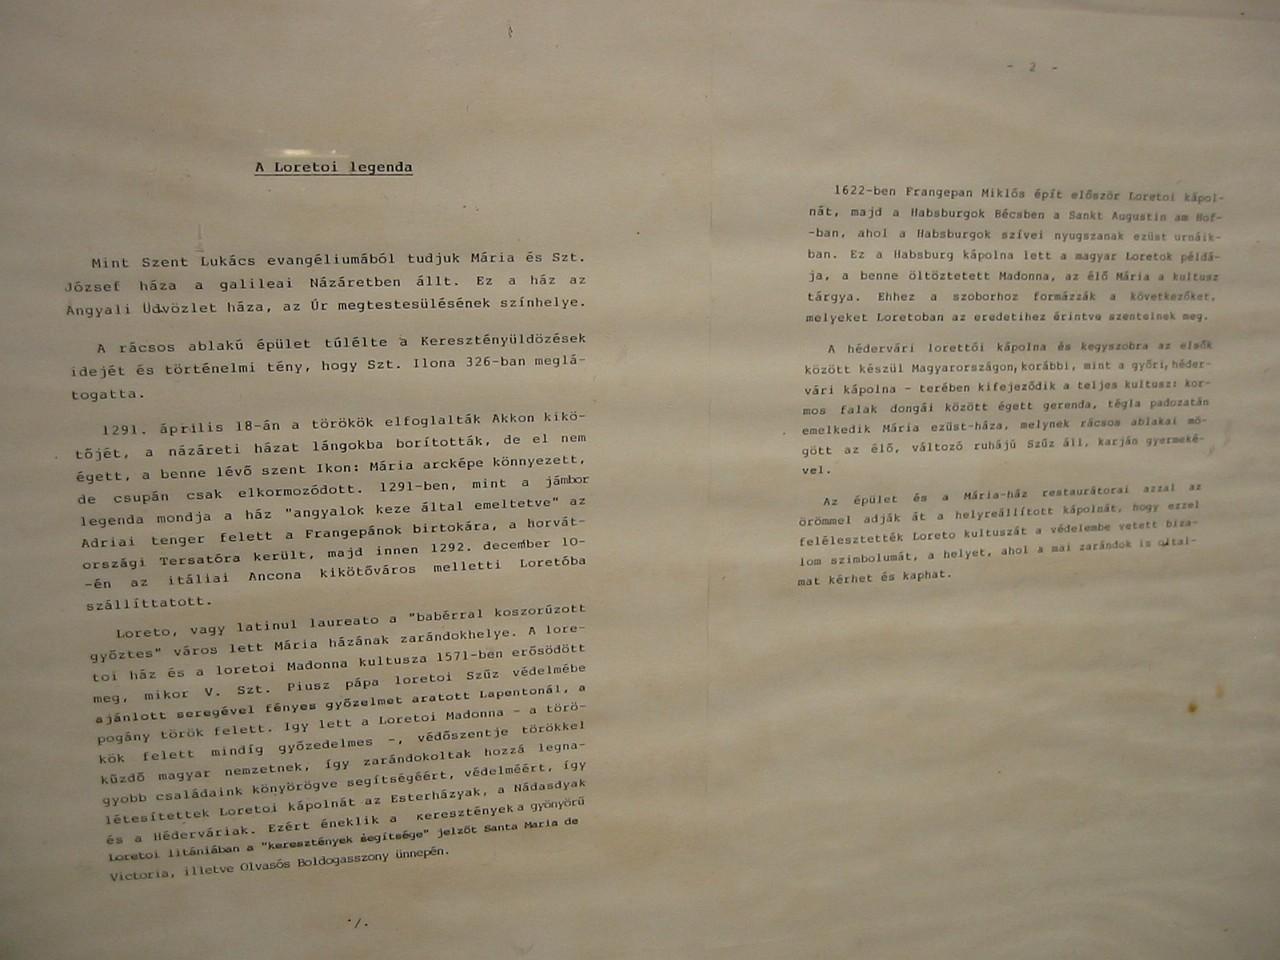 A Loretoi legenda
Mint Szent Lukács evangéliumából tudjuk Mária és Szt.
József háza a galileai Názáretben állt. Ez a ház az
Angyali Üdvözlet háza, az Úr megtestesülésének színhelye.
A rácsos ablakú épület túlélte a Keresztényüldözések
idejét és történelmi tény, hogy Szt. Ilona 326-ban meglá-
togatta.
1291. április 18-án a törökök elfoglalták Akkon kikö-
tőjét, a názáreti házat lángokba borították, de el nem
égett, a benne lévő szent Ikon: Mária arcképe könnyezett,
de csupán csak elkormozódott. 1291-ben, mint a jámbor
legenda mondja a ház "angyalok keze által emeltetve" az
Adriai tenger felett a Frangepánok birtokára, a horvát-
országi Tersatóra került, majd innen 1292. december 10-
-én az itáliai Ancona kikötőváros melletti Loretóba
szállíttatott.
Loreto, vagy latinul laureato a "babérral koszorúzott
győztes" város lett Mária házának zarándokhelye. A lore-
toi ház és a loretoi Madonna kultusza 1571-ben erősödött
meg, mikor V. Szt. Piusz pápa loretoi Szűz védelmébe
ajánlott seregével fényes győzelmet aratott Lapentonál, a
pogány török felett. Igy lett a Loretoi Madonna - a törö-
kök felett mindíg győzedelmes -, védőszentje törökkel
küzdő magyar nemzetnek, így zarándokoltak hozzá legna-
gyobb családaink könyörögve segítségéért, védelméért, így
létesítettek Loretoi kápolnát az Esterházyak, a Nádasdyak
és a Héderváriak. Ezért éneklik a keresztények a gyönyörű
Loretoi litániában a "keresztények segítsége" jelzőt Santa Maria de
Victoria, illetve Olvasós Boldogasszony ünnepén.
./.
- 2 -
1622-ben Frangepan Miklós épít először Loretoi kápol-
nát, majd a Habsburgok Bécsben a Sankt Augustin am Hof-
-ban, ahol a Habsburgok szívei nyugszanak ezüst urnáik-
ban. Ez a Habsburg kápolna lett a magyar Loretok példá-
ja, a benne öltöztetett Madonna, az élő Mária a kultusz
tárgya. Ehhez a szoborhoz formázzák a következőket,
melyeket Loretoban az eredetihez érintve szentelnek meg.
A hédervári lorettói kápolna és kegyszobra az elsők
között készül Magyarországon, korábbi, mint a győri, héder-
vári kápolna - terében kifejeződik a teljes kultusz: kor-
mos falak dongái között égett gerenda, tégla padozatán
emelkedik Mária ezüst-háza, melynek rácsos ablakai mö-
gött az élő, változó ruhájú Szűz áll, karján gyermeké-
vel.
Az épület és a Mária-ház restaurátorai azzal az
örömmel adják át a helyreállított kápolnát, hogy ezzel
felélesztették Loreto kultuszát a védelembe vetett biza-
lom szimbolumát, a helyet, ahol a mai zarándok is oltal-
mat kérhet és kaphat.